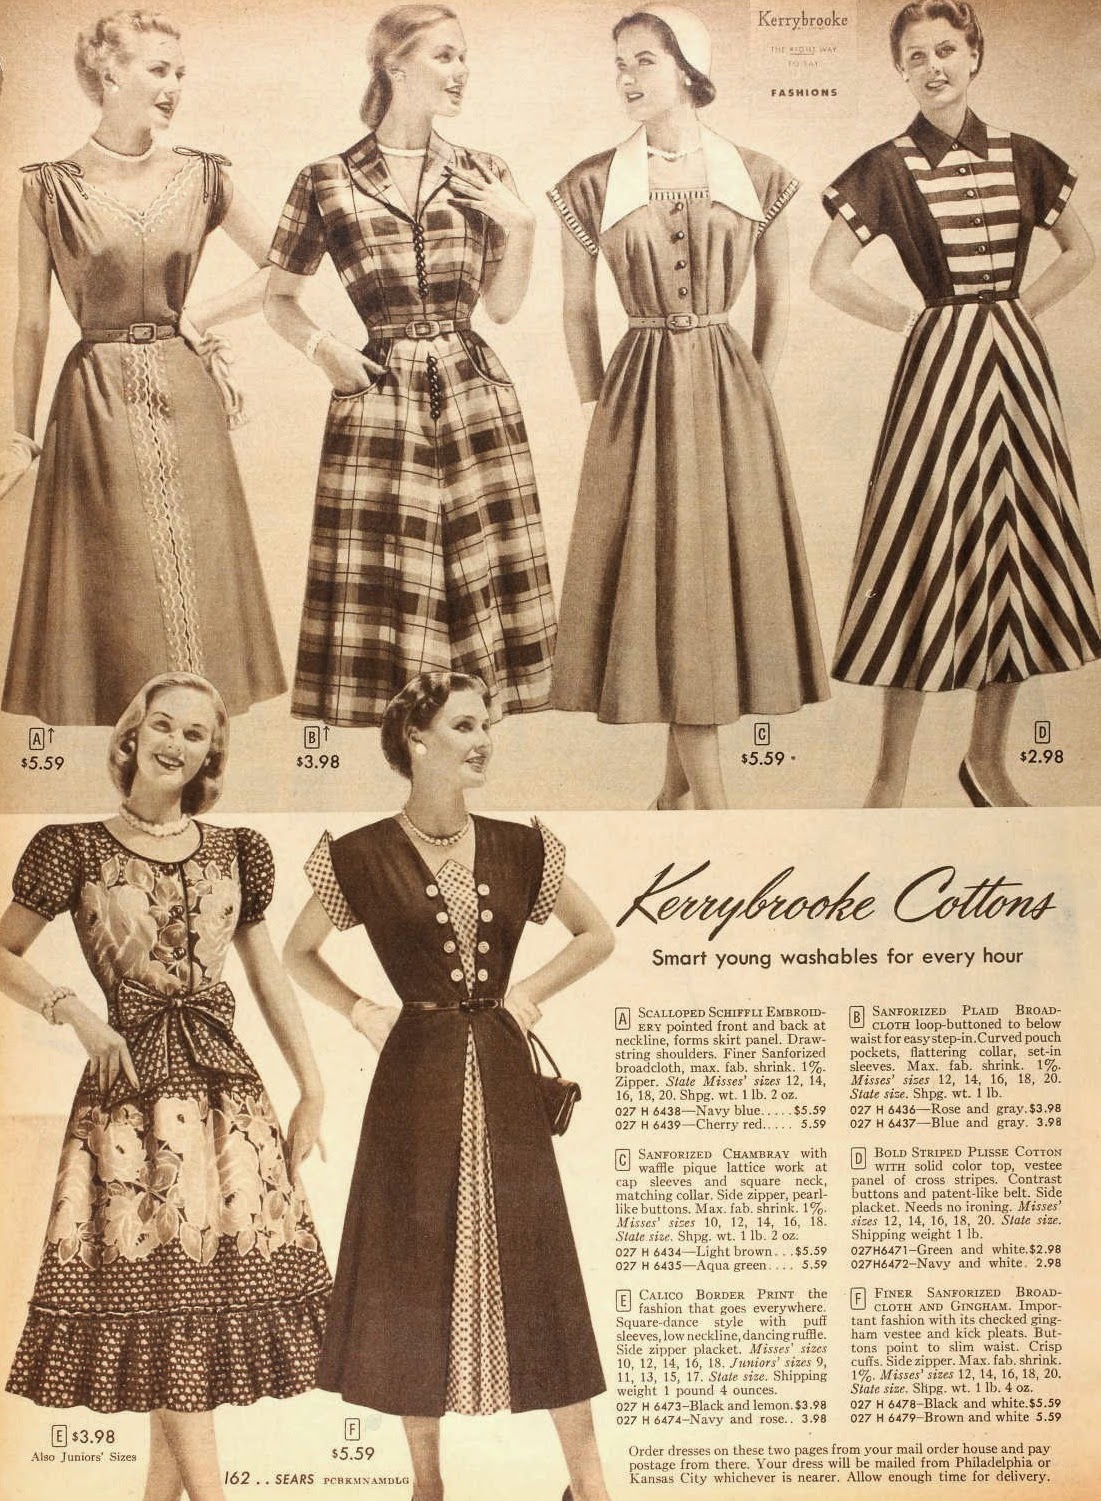 Kerrybrooke
THE RIGHT WAY
TO SAY
FASHIONS
A↑
$5.59
B↑
$3.98
C
$5.59
D
$2.98
Kerrybrooke Cottons
Smart young washables for every hour
A SCALLOPED SCHIFFLI EMBROID-
ERY pointed front and back at
neckline, forms skirt panel. Draw-
string shoulders. Finer Sanforized
broadcloth, max. fab. shrink. 1%.
Zipper. State Misses' sizes 12, 14,
16, 18, 20. Shpg. wt. 1 lb. 2 oz.
027 H 6438—Navy blue.....$5.59
027 H 6439—Cherry red..... 5.59
B SANFORIZED PLAID BROAD-
CLOTH loop-buttoned to below
waist for easy step-in. Curved pouch
pockets, flattering collar, set-in
sleeves. Max. fab. shrink. 1%.
Misses' sizes 12, 14, 16, 18, 20.
State size. Shpg. wt. 1 lb.
027 H 6436—Rose and gray.$3.98
027 H 6437—Blue and gray. 3.98
C SANFORIZED CHAMBRAY with
waffle pique lattice work at
cap sleeves and square neck,
matching collar. Side zipper, pearl-
like buttons. Max. fab. shrink. 1%.
Misses' sizes 10, 12, 14, 16, 18.
State size. Shpg. wt. 1 lb. 2 oz.
027 H 6434—Light brown...$5.59
027 H 6435—Aqua green.... 5.59
D BOLD STRIPED PLISSE COTTON
WITH solid color top, vestee
panel of cross stripes. Contrast
buttons and patent-like belt. Side
placket. Needs no ironing. Misses'
sizes 12, 14, 16, 18, 20. State size.
Shipping weight 1 lb.
027H6471—Green and white.$2.98
027H6472—Navy and white. 2.98
E CALICO BORDER PRINT the
fashion that goes everywhere.
Square-dance style with puff
sleeves, low neckline, dancing ruffle.
Side zipper placket. Misses' sizes
10, 12, 14, 16, 18. Juniors' sizes 9,
11, 13, 15, 17. State size. Shipping
weight 1 pound 4 ounces.
027 H 6473—Black and lemon.$3.98
027 H 6474—Navy and rose.. 3.98
F FINER SANFORIZED BROAD-
CLOTH AND GINGHAM. Impor-
tant fashion with its checked ging-
ham vestee and kick pleats. But-
tons point to slim waist. Crisp
cuffs. Side zipper. Max. fab. shrink.
1%. Misses' sizes 12, 14, 16, 18, 20.
State size. Shpg. wt. 1 lb. 4 oz.
027 H 6478—Black and white.$5.59
027 H 6479—Brown and white 5.59
Order dresses on these two pages from your mail order house and pay
postage from there. Your dress will be mailed from Philadelphia or
Kansas City whichever is nearer. Allow enough time for delivery.
E $3.98
Also Juniors' Sizes
F
$5.59
162 . . SEARS PCBKMNAMDLG